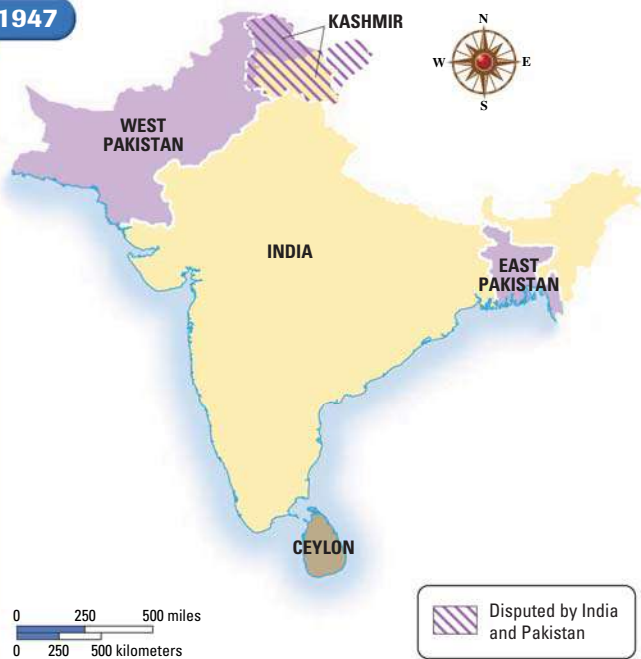 1947
KASHMIR
N
W E
S
WEST
PAKISTAN
INDIA
EAST
PAKISTAN
CEYLON
0 250 500 miles
0 250 500 kilometers
Disputed by India
and Pakistan